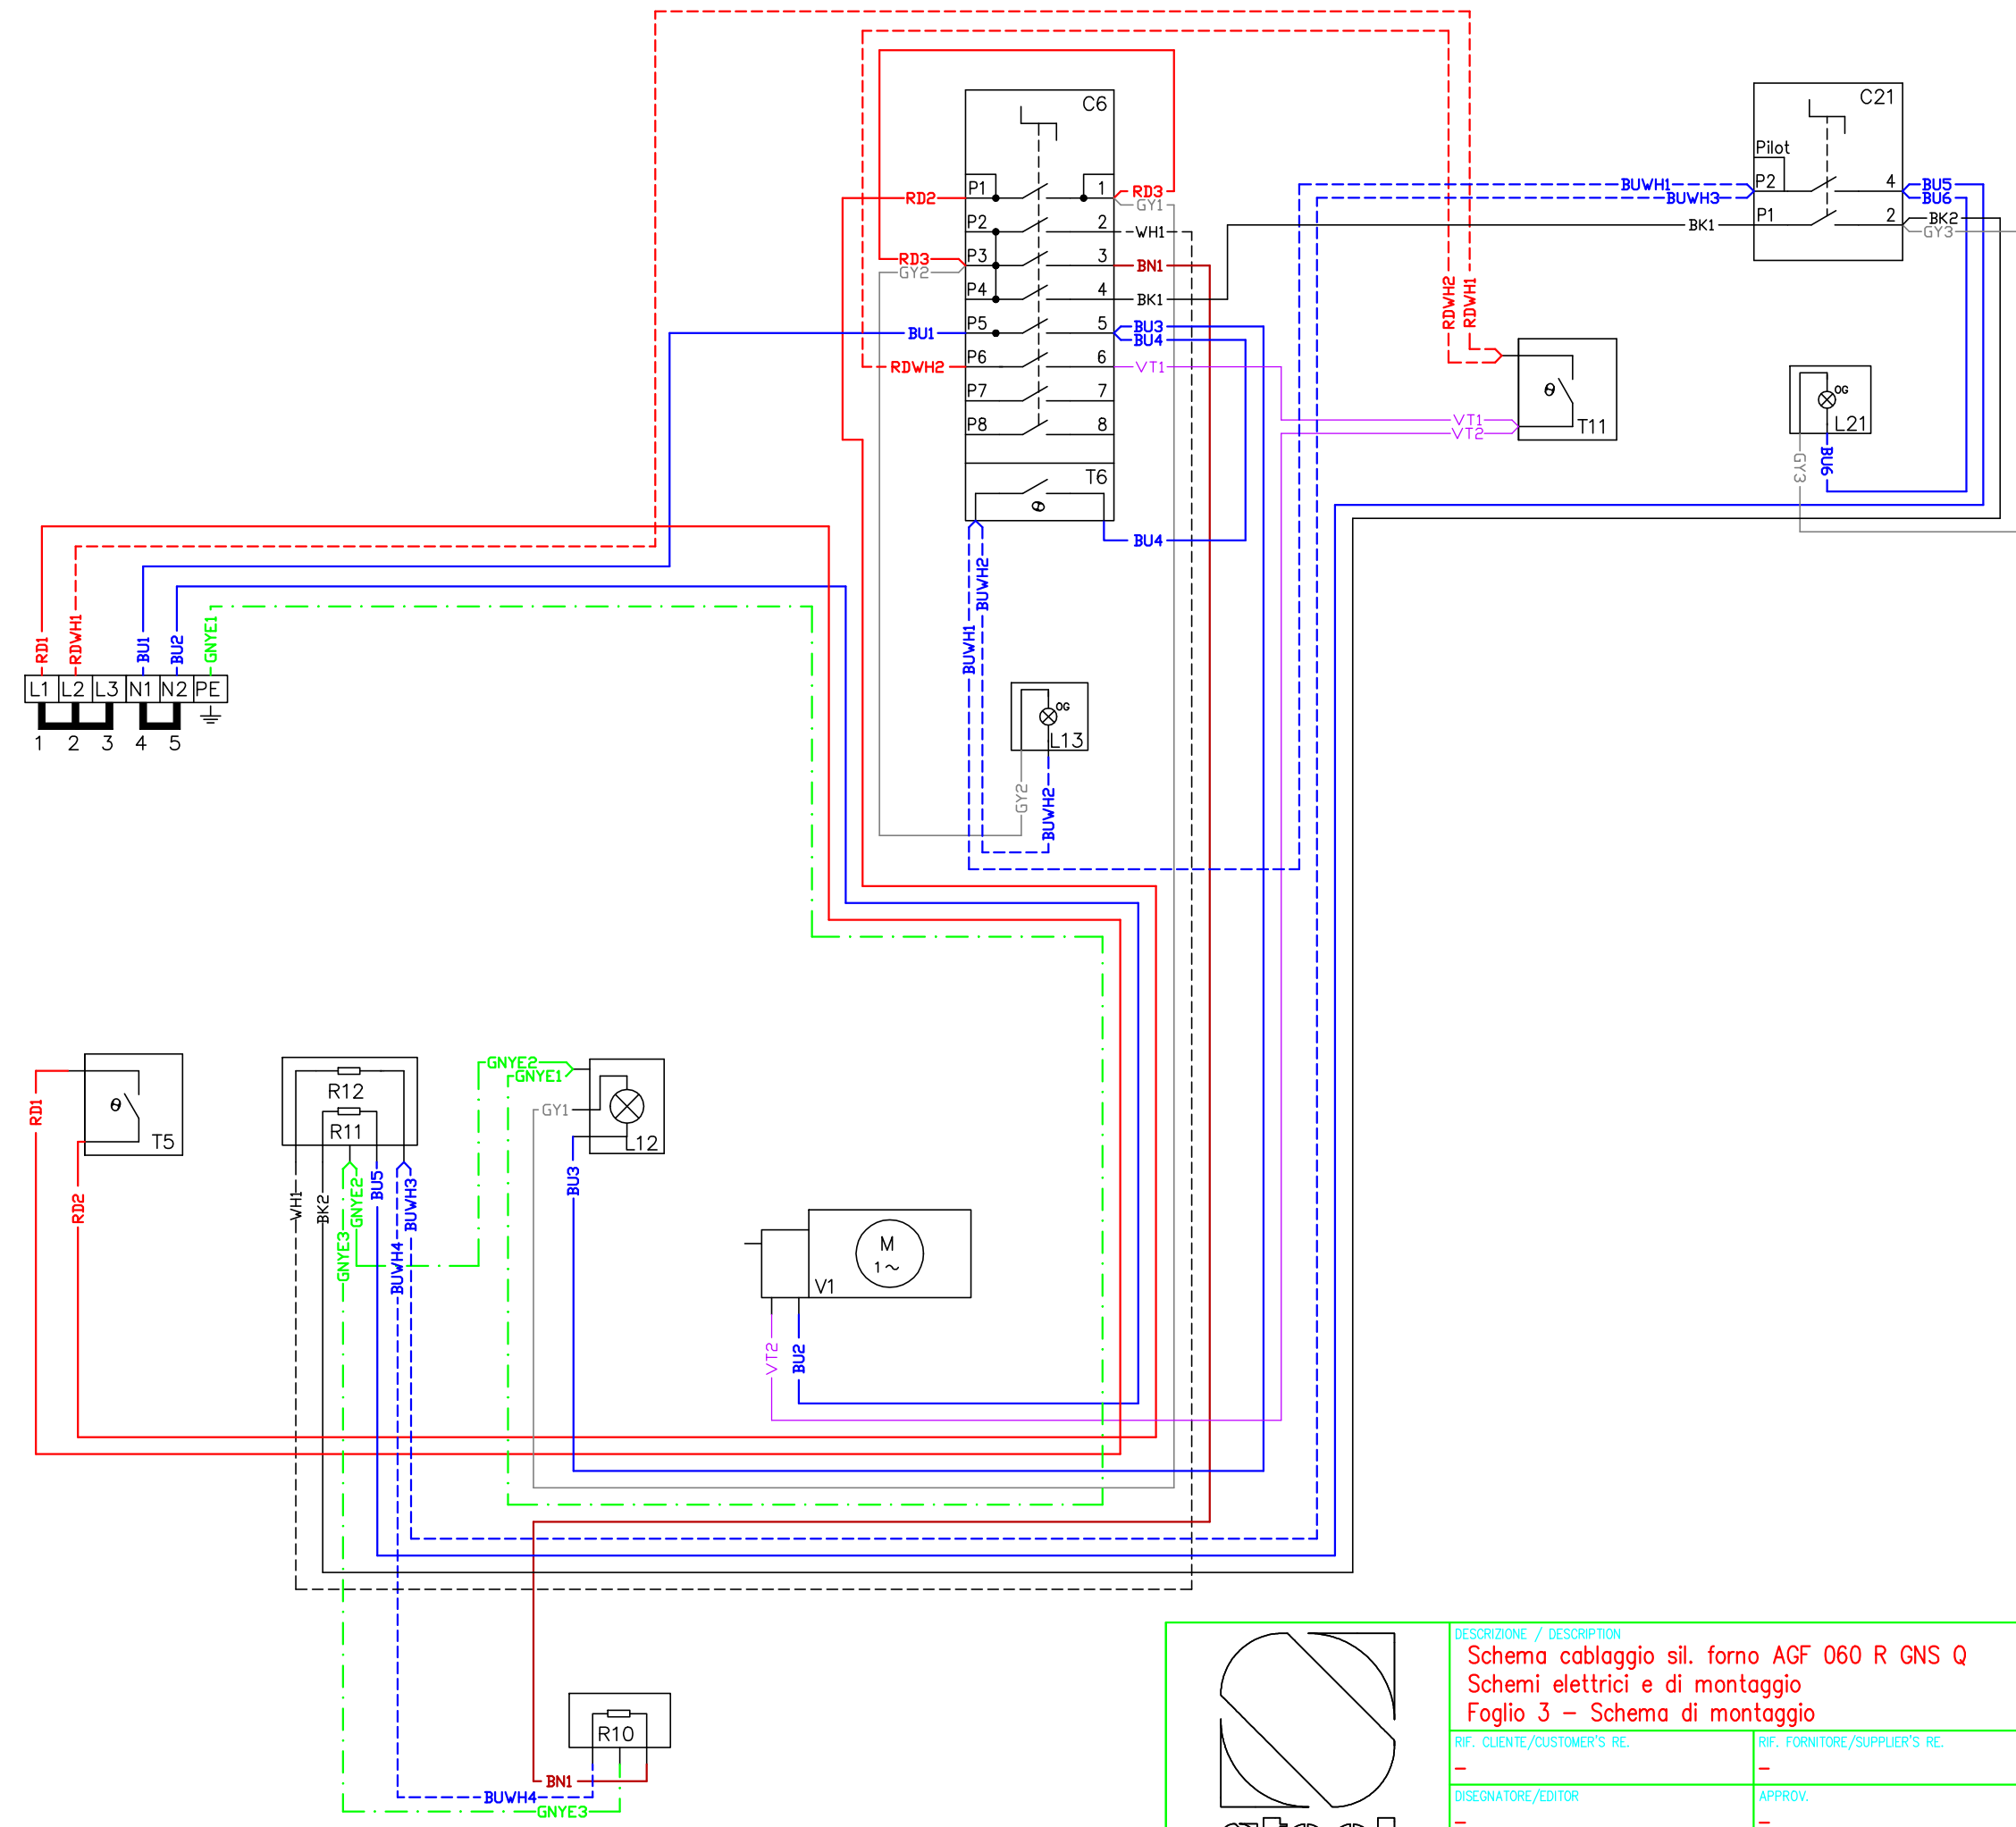 C6
C21
Pilot
P1
1
RD2
RD3
GY1
P2
2
WH1
P3
3
RD3
GY2
BN1
P4
4
BK1
P5
5
BU1
BU3
BU4
P6
6
RDWH2
VT1
P7
7
P8
8
T6
θ
BU4
BUWH1
BUWH3
P2
4
BU5
BU6
BK1
P1
2
BK2
GY3
RDWH2
RDWH1
θ
VT1
VT2
T11
OG
L21
GY3
BU6
BUWH1
BUWH2
RD1
RDWH1
BU1
BU2
GNYE1
L1 L2 L3 N1 N2 PE
1 2 3 4 5
OG
L13
GY2
BUWH2
θ
T5
RD1
RD2
R12
R11
WH1
BK2
GNYE3
GNYE2
BU5
BUWH4
BUWH3
GNYE2
GNYE1
GY1
L12
BU3
M
1~
V1
VT2
BU2
R10
BN1
BUWH4
GNYE3
DESCRIZIONE / DESCRIPTION
Schema cablaggio sil. forno AGF 060 R GNS Q
Schemi elettrici e di montaggio
Foglio 3 – Schema di montaggio
RIF. CLIENTE/CUSTOMER'S RE.
–
RIF. FORNITORE/SUPPLIER'S RE.
–
DISEGNATORE/EDITOR
–
APPROV.
–